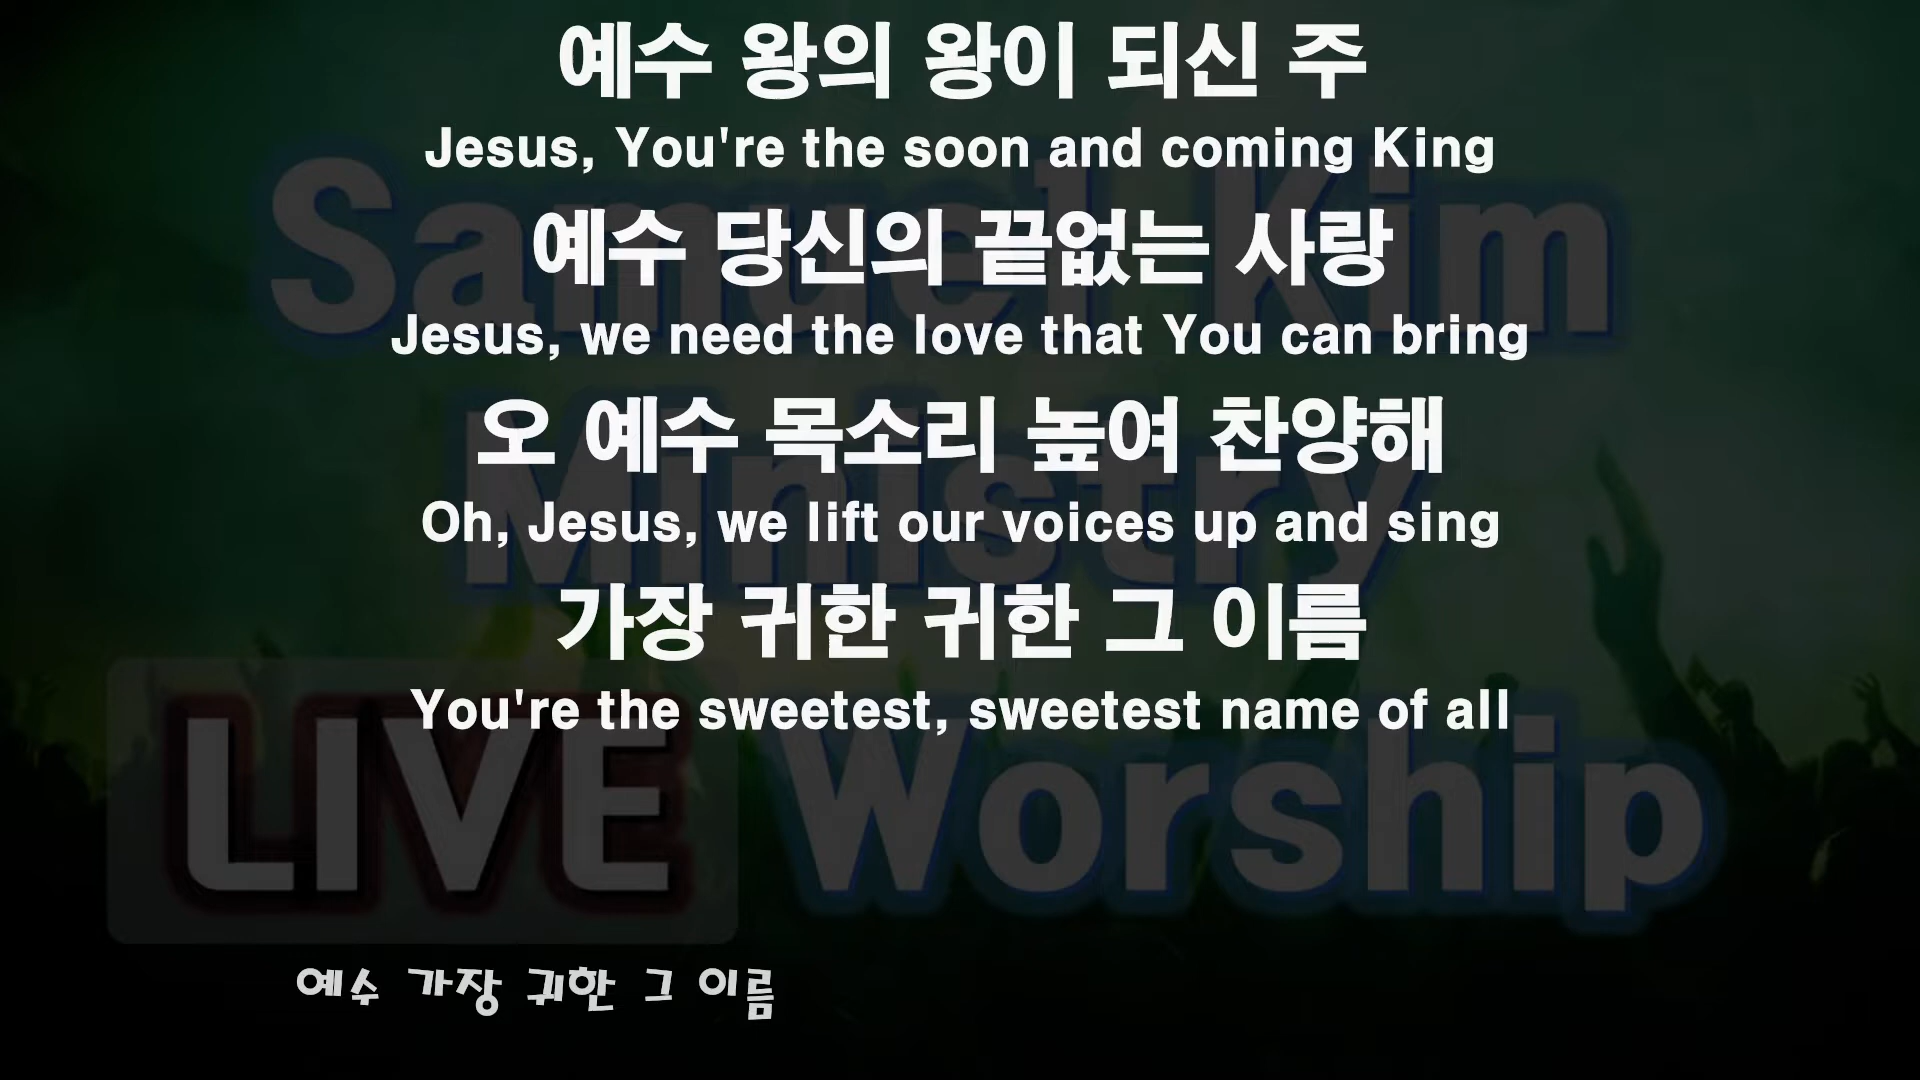 예수 왕의 왕이 되신 주
Jesus, You're the soon and coming King
예수 당신의 끝없는 사랑
Jesus, we need the love that You can bring
오 예수 목소리 높여 찬양해
Oh, Jesus, we lift our voices up and sing
가장 귀한 귀한 그 이름
You're the sweetest, sweetest name of all
Samuel Kim
Ministry
LIVE Worship
예수 가장 귀한 그 이름